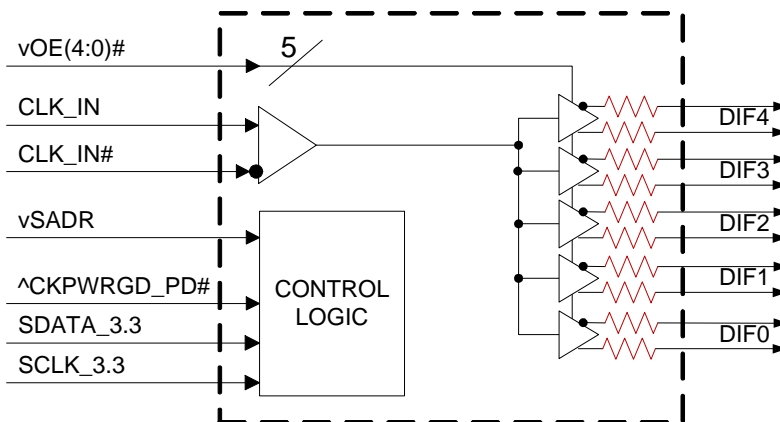 vOE(4:0)#
5
CLK_IN
CLK_IN#
vSADR
^CKPWRGD_PD#
SDATA_3.3
SCLK_3.3
CONTROL
LOGIC
DIF4
DIF3
DIF2
DIF1
DIF0